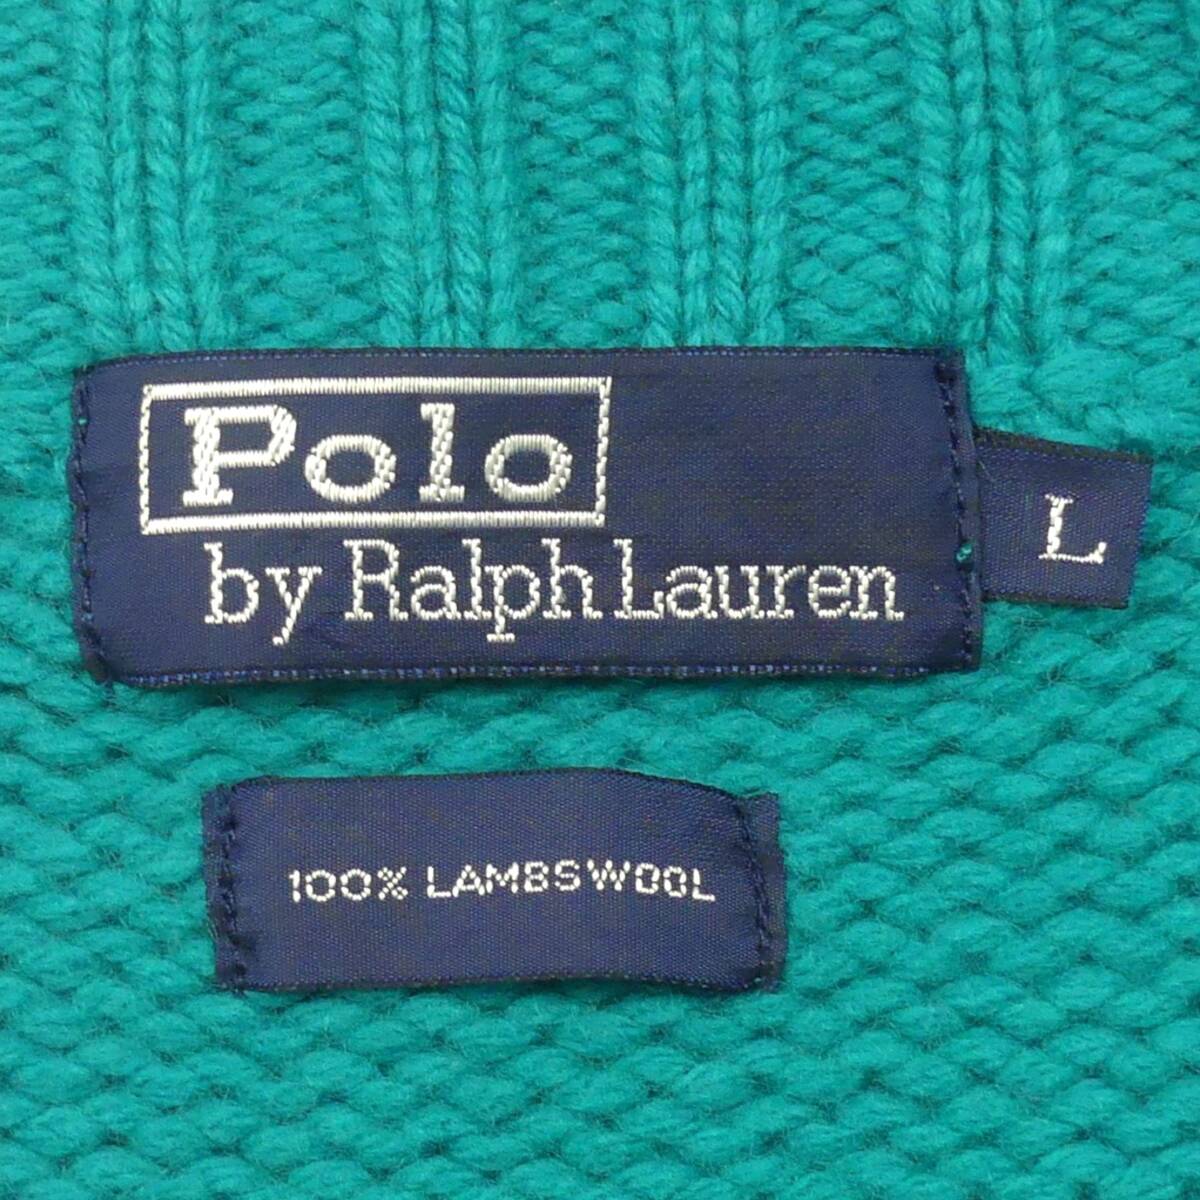 Polo
by Ralph Lauren
L
100% LAMBSWOOL